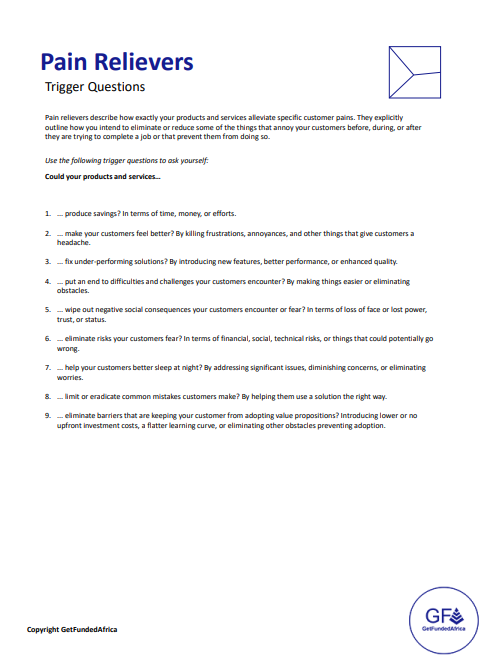 Pain Relievers
Trigger Questions
Pain relievers describe how exactly your products and services alleviate specific customer pains. They explicitly
outline how you intend to eliminate or reduce some of the things that annoy your customers before, during, or after
they are trying to complete a job or that prevent them from doing so.
Use the following trigger questions to ask yourself:
Could your products and services…
1. … produce savings? In terms of time, money, or efforts.
2. … make your customers feel better? By killing frustrations, annoyances, and other things that give customers a
headache.
3. … fix under-performing solutions? By introducing new features, better performance, or enhanced quality.
4. … put an end to difficulties and challenges your customers encounter? By making things easier or eliminating
obstacles.
5. … wipe out negative social consequences your customers encounter or fear? In terms of loss of face or lost power,
trust, or status.
6. … eliminate risks your customers fear? In terms of financial, social, technical risks, or things that could potentially go
wrong.
7. … help your customers better sleep at night? By addressing significant issues, diminishing concerns, or eliminating
worries.
8. … limit or eradicate common mistakes customers make? By helping them use a solution the right way.
9. … eliminate barriers that are keeping your customer from adopting value propositions? Introducing lower or no
upfront investment costs, a flatter learning curve, or eliminating other obstacles preventing adoption.
GF
GetFundedAfrica
Copyright GetFundedAfrica